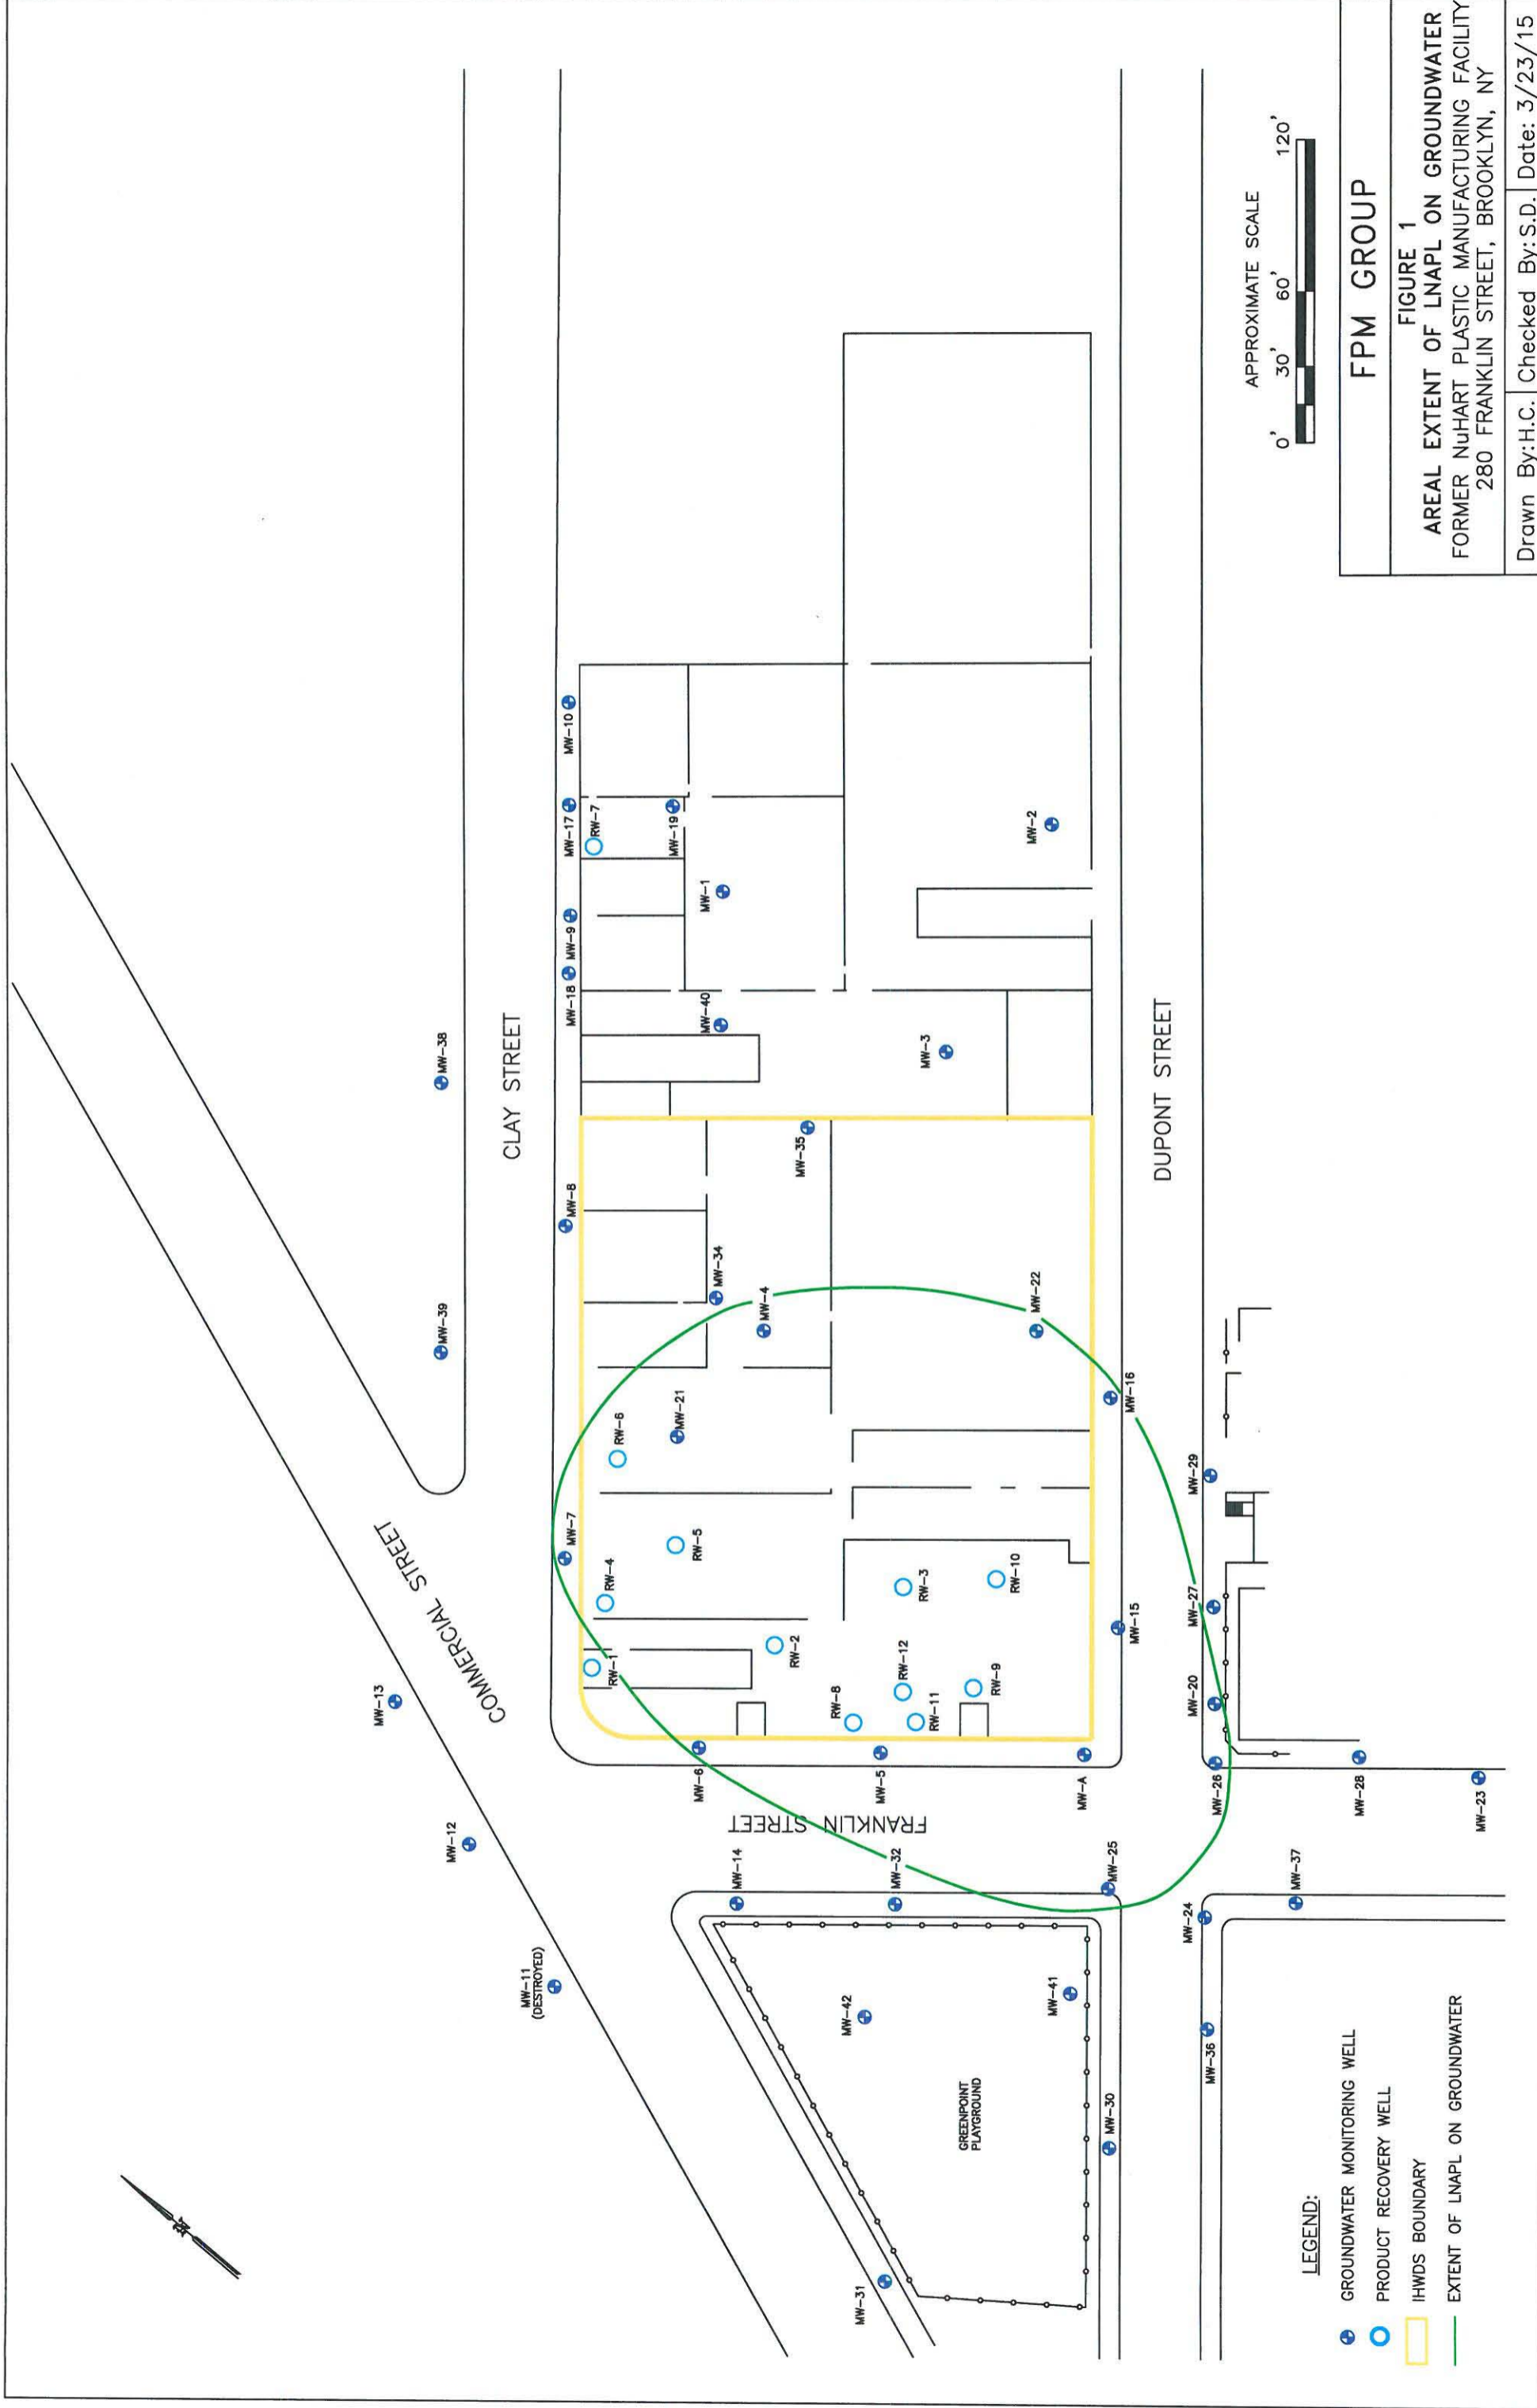 COMMERCIAL STREET
CLAY STREET
DUPONT STREET
FRANKLIN STREET
GREENPOINT
PLAYGROUND
MW-31
MW-42
MW-41
MW-30
MW-36
MW-11
(DESTROYED)
MW-12
MW-13
MW-14
MW-32
MW-25
MW-24
MW-37
MW-39
MW-38
MW-6
MW-5
MW-A
MW-26
MW-28
MW-23
MW-20
MW-27
MW-29
MW-15
MW-16
RW-1
RW-4
MW-7
RW-5
RW-2
RW-8
RW-12
RW-11
RW-9
RW-3
RW-10
RW-6
MW-21
MW-4
MW-34
MW-22
MW-8
MW-35
MW-40
MW-3
MW-18
MW-9
MW-17
RW-7
MW-10
MW-19
MW-1
MW-2
LEGEND:
GROUNDWATER MONITORING WELL
PRODUCT RECOVERY WELL
IHWDS BOUNDARY
EXTENT OF LNAPL ON GROUNDWATER
APPROXIMATE SCALE
0' 30' 60' 120'
FPM GROUP
FIGURE 1
AREAL EXTENT OF LNAPL ON GROUNDWATER
FORMER NuHART PLASTIC MANUFACTURING FACILITY
280 FRANKLIN STREET, BROOKLYN, NY
Drawn By:H.C. Checked By:S.D. Date: 3/23/15